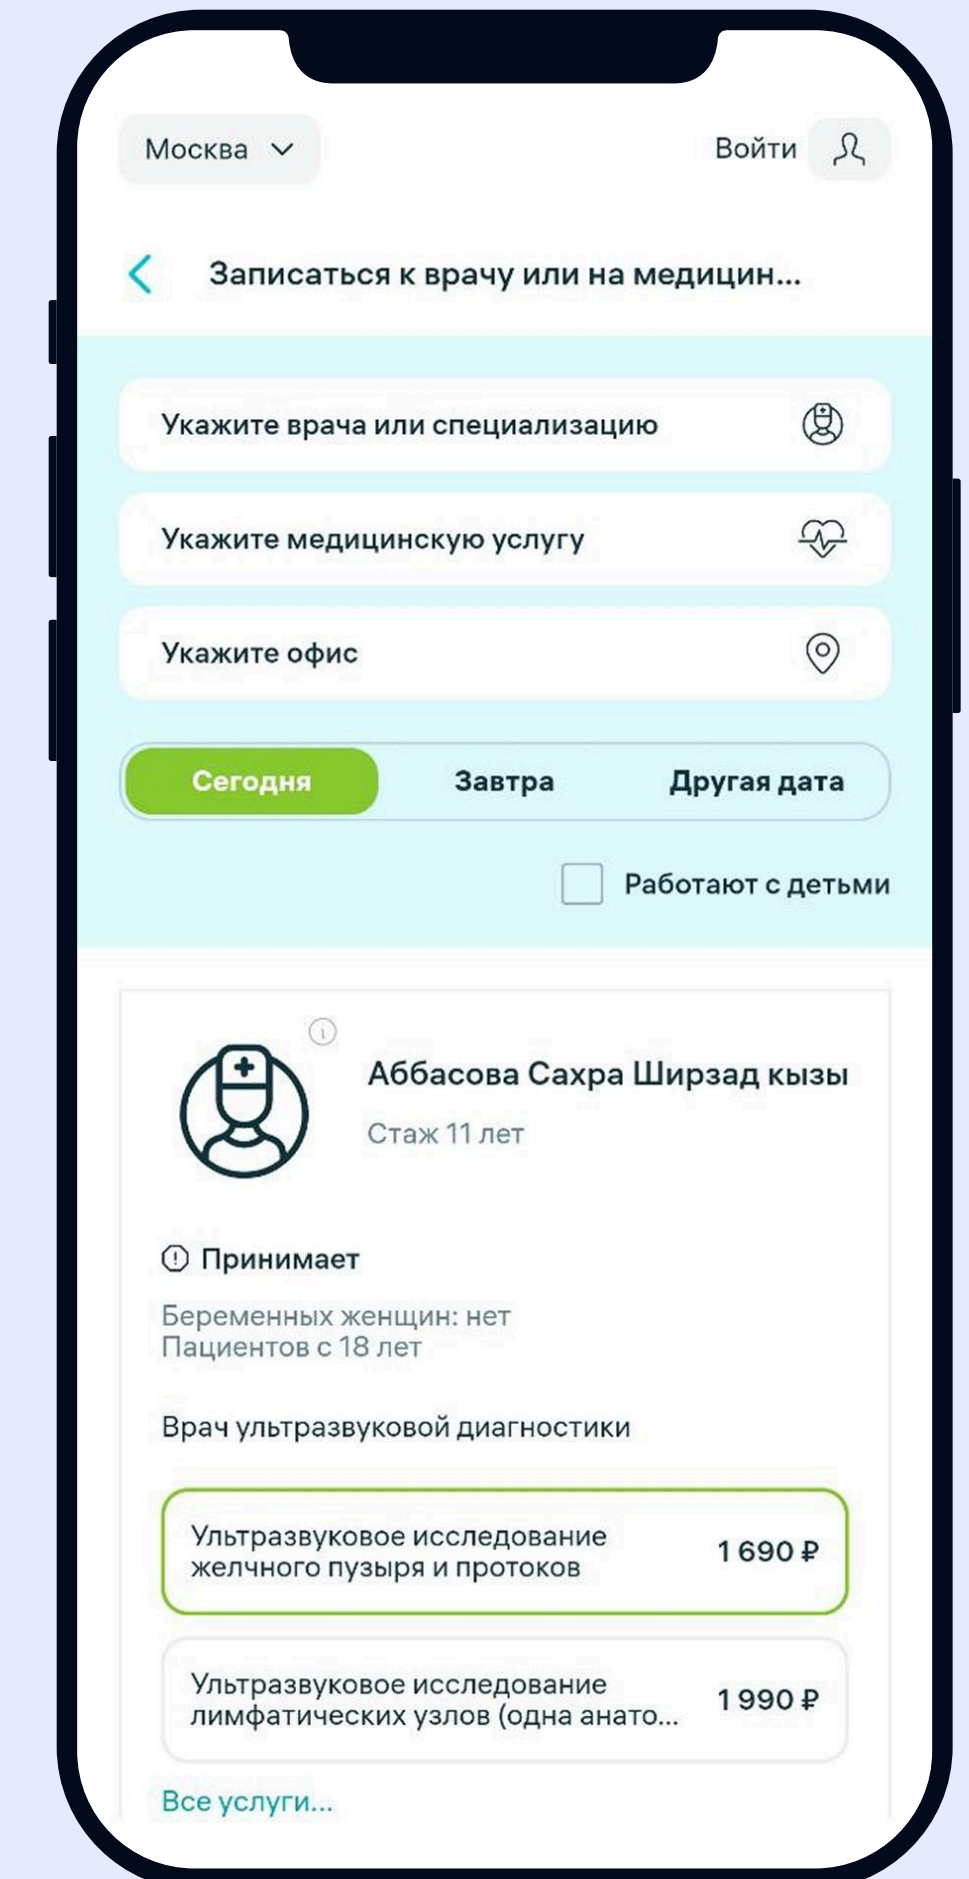 Москва
Войти
Записаться к врачу или на медицин...
Укажите врача или специализацию
Укажите медицинскую услугу
Укажите офис
Сегодня
Завтра
Другая дата
Работают с детьми
Аббасова Сахра Ширзад кызы
Стаж 11 лет
Принимает
Беременных женщин: нет
Пациентов с 18 лет
Врач ультразвуковой диагностики
Ультразвуковое исследование
желчного пузыря и протоков
1 690 ₽
Ультразвуковое исследование
лимфатических узлов (одна анато...
1 990 ₽
Все услуги...